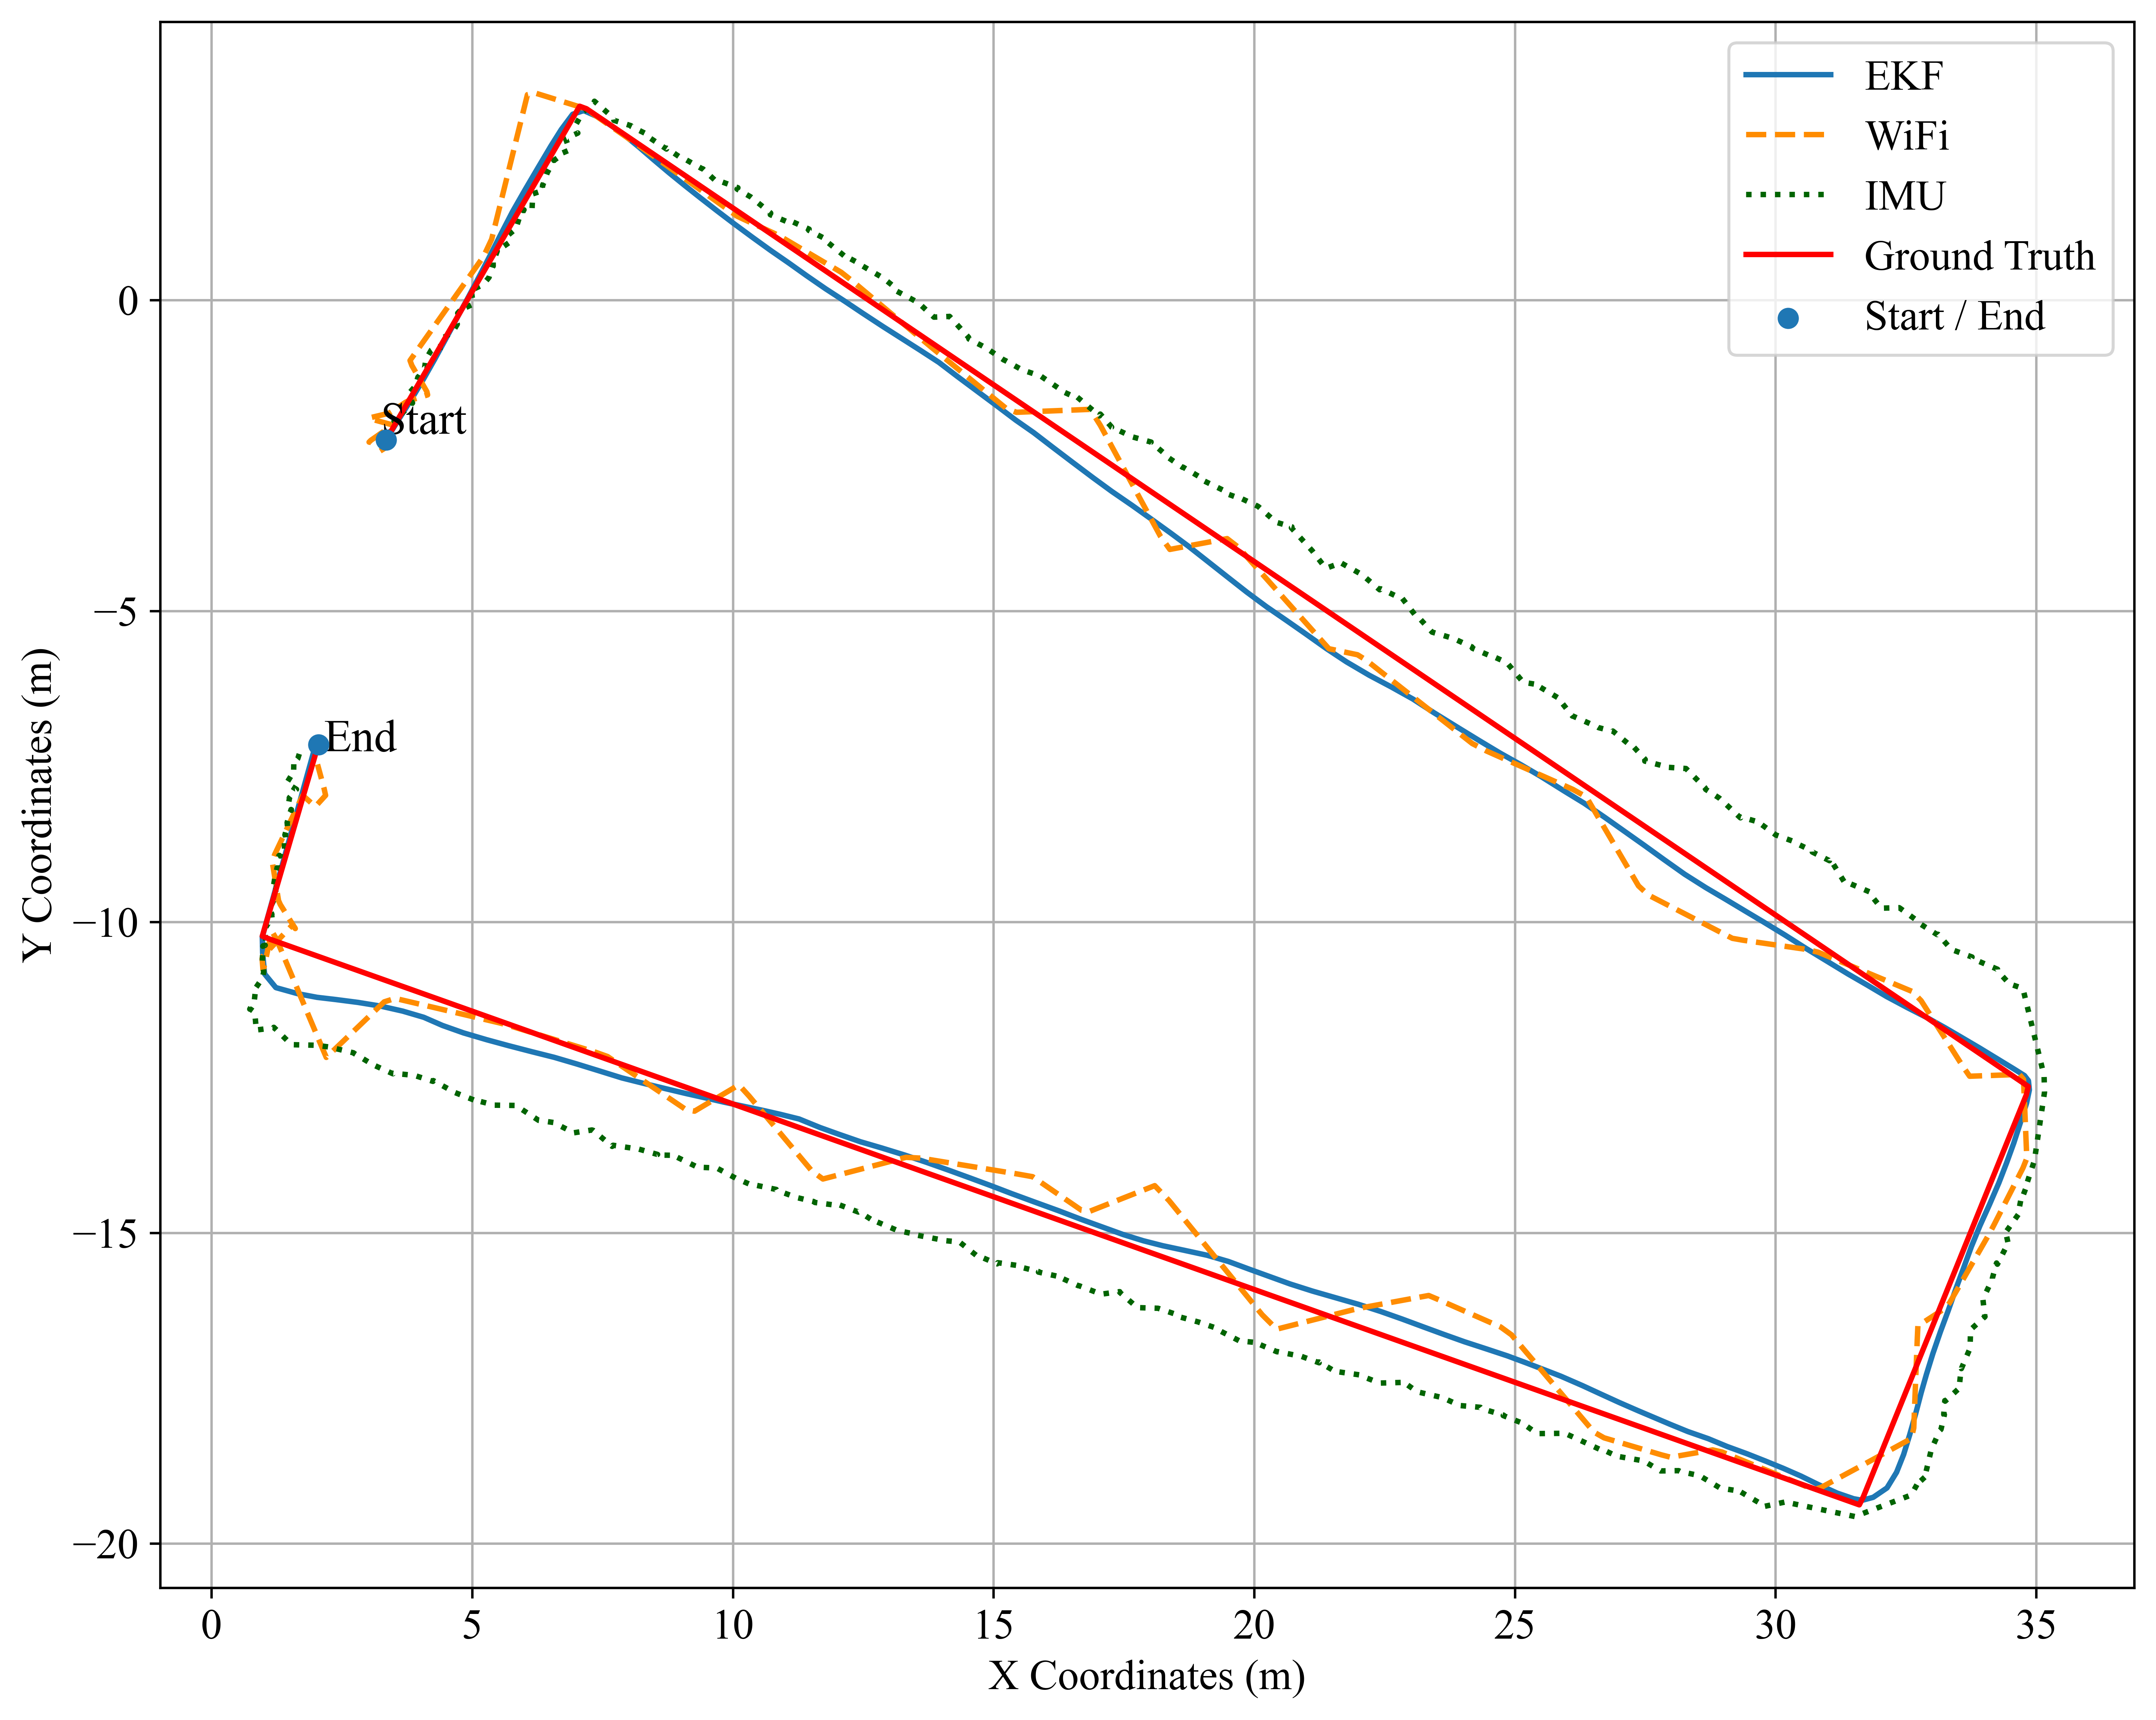 EKF
WiFi
IMU
Ground Truth
Start / End
Start
End
Y Coordinates (m)
0
−5
−10
−15
−20
0 5 10 15 20 25 30 35
X Coordinates (m)